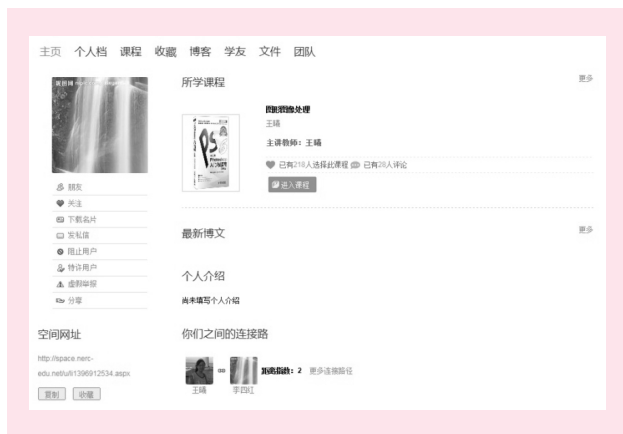 主页 个人档 课程 收藏 博客 学友 文件 团队
所学课程
更多
图形图像处理
王曦
主讲教师：王曦
已有218人选择此课程 已有28人评论
进入课程
朋友
关注
下载名片
发私信
阻止用户
特许用户
虚假举报
分享
最新博文
更多
个人介绍
尚未填写个人介绍
空间网址
http://space.nerc-
edu.net/u/li1396912534.aspx
复制 收藏
你们之间的连接路
距离指数：2 更多连接路径
王曦 李四红